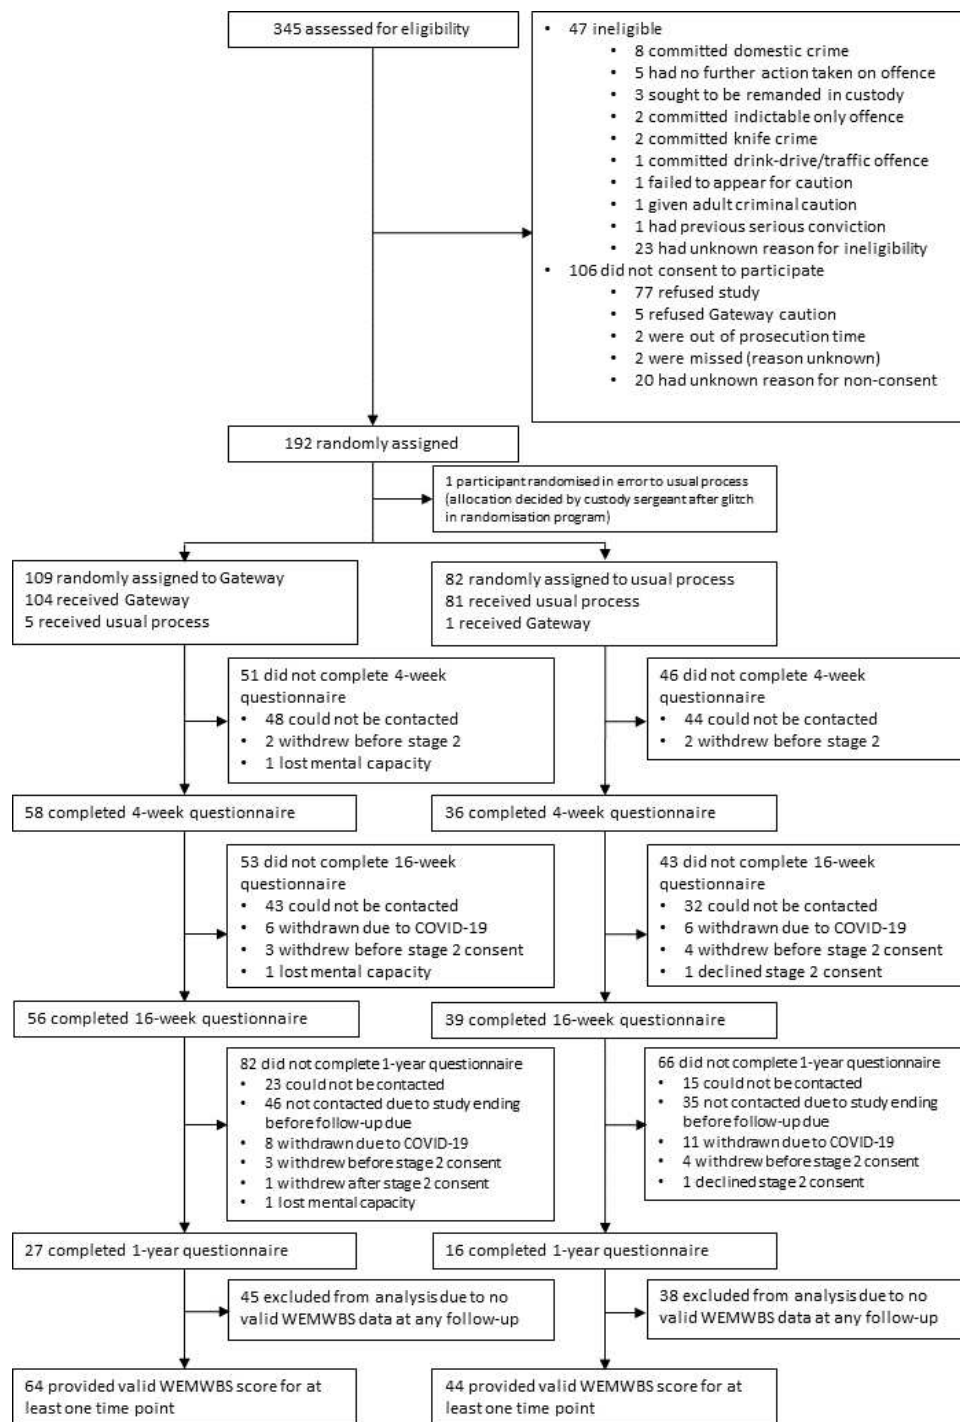 345 assessed for eligibility
• 47 ineligible
• 8 committed domestic crime
• 5 had no further action taken on offence
• 3 sought to be remanded in custody
• 2 committed indictable only offence
• 2 committed knife crime
• 1 committed drink-drive/traffic offence
• 1 failed to appear for caution
• 1 given adult criminal caution
• 1 had previous serious conviction
• 23 had unknown reason for ineligibility
• 106 did not consent to participate
• 77 refused study
• 5 refused Gateway caution
• 2 were out of prosecution time
• 2 were missed (reason unknown)
• 20 had unknown reason for non-consent
192 randomly assigned
1 participant randomised in error to usual process
(allocation decided by custody sergeant after glitch
in randomisation program)
109 randomly assigned to Gateway
104 received Gateway
5 received usual process
82 randomly assigned to usual process
81 received usual process
1 received Gateway
51 did not complete 4-week
questionnaire
• 48 could not be contacted
• 2 withdrew before stage 2
• 1 lost mental capacity
46 did not complete 4-week
questionnaire
• 44 could not be contacted
• 2 withdrew before stage 2
58 completed 4-week questionnaire
36 completed 4-week questionnaire
53 did not complete 16-week
questionnaire
• 43 could not be contacted
• 6 withdrawn due to COVID-19
• 3 withdrew before stage 2 consent
• 1 lost mental capacity
43 did not complete 16-week
questionnaire
• 32 could not be contacted
• 6 withdrawn due to COVID-19
• 4 withdrew before stage 2 consent
• 1 declined stage 2 consent
56 completed 16-week questionnaire
39 completed 16-week questionnaire
82 did not complete 1-year questionnaire
• 23 could not be contacted
• 46 not contacted due to study ending
before follow-up due
• 8 withdrawn due to COVID-19
• 3 withdrew before stage 2 consent
• 1 withdrew after stage 2 consent
• 1 lost mental capacity
66 did not complete 1-year questionnaire
• 15 could not be contacted
• 35 not contacted due to study ending
before follow-up due
• 11 withdrawn due to COVID-19
• 4 withdrew before stage 2 consent
• 1 declined stage 2 consent
27 completed 1-year questionnaire
16 completed 1-year questionnaire
45 excluded from analysis due to no
valid WEMWBS data at any follow-up
38 excluded from analysis due to no
valid WEMWBS data at any follow-up
64 provided valid WEMWBS score for at
least one time point
44 provided valid WEMWBS score for at
least one time point